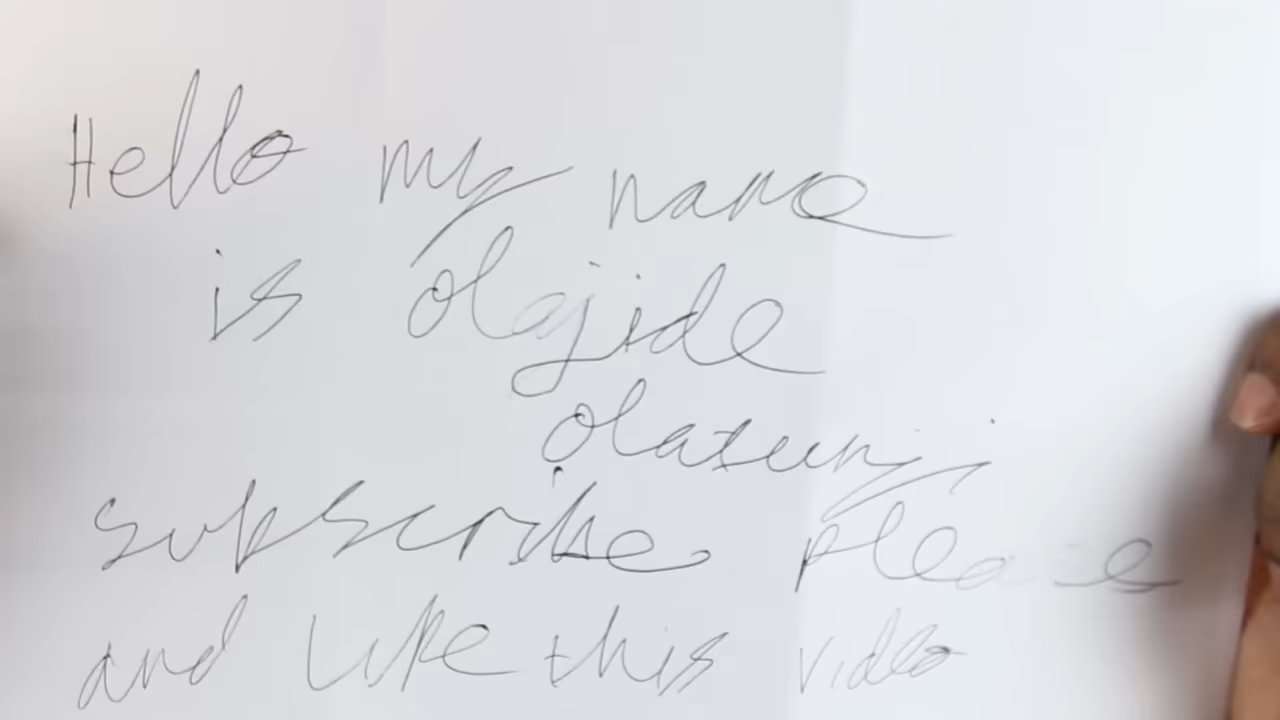 Hello my name
is olajide
olatunji
subscribe please
and like this video